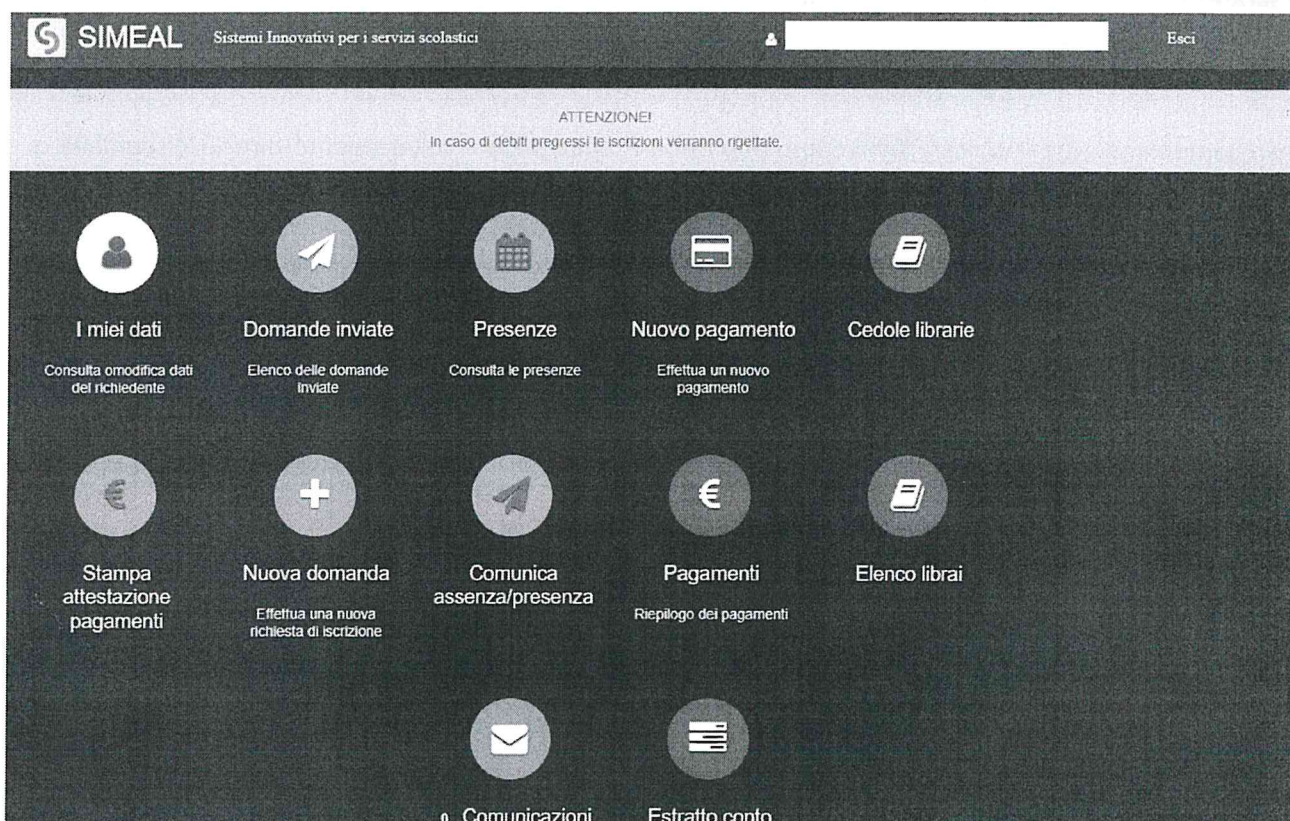 SIMEAL
Sistemi Innovativi per i servizi scolastici
Esci
ATTENZIONE!
In caso di debiti pregressi le iscrizioni verranno rigettate.
I miei dati
Consulta omodifica dati
del richiedente
Domande inviate
Elenco delle domande
inviate
Presenze
Consulta le presenze
Nuovo pagamento
Effettua un nuovo
pagamento
Cedole librarie
€
Stampa
attestazione
pagamenti
Nuova domanda
Effettua una nuova
richiesta di iscrizione
Comunica
assenza/presenza
€
Pagamenti
Riepilogo dei pagamenti
Elenco librai
Comunicazioni
Estratto conto